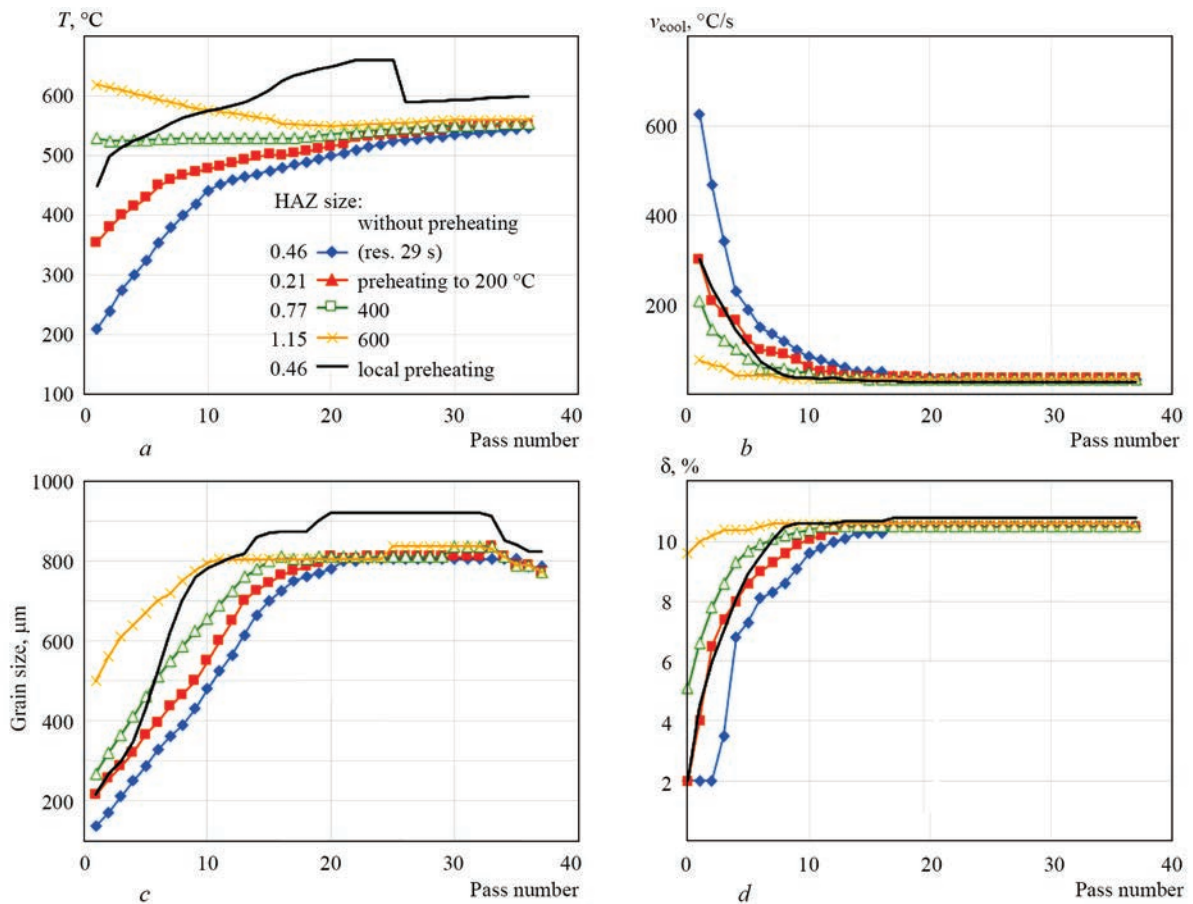 T, °C
600
500
400
300
200
100
0
10
20
30
40
Pass number
a
HAZ size:
without preheating
0.46 (res. 29 s)
0.21 preheating to 200 °C
0.77 400
1.15 600
0.46 local preheating
v_cool, °C/s
600
400
200
0
10
20
30
40
Pass number
b
1000
800
600
400
200
Grain size, µm
0
10
20
30
40
Pass number
c
δ, %
10
8
6
4
2
0
10
20
30
40
Pass number
d